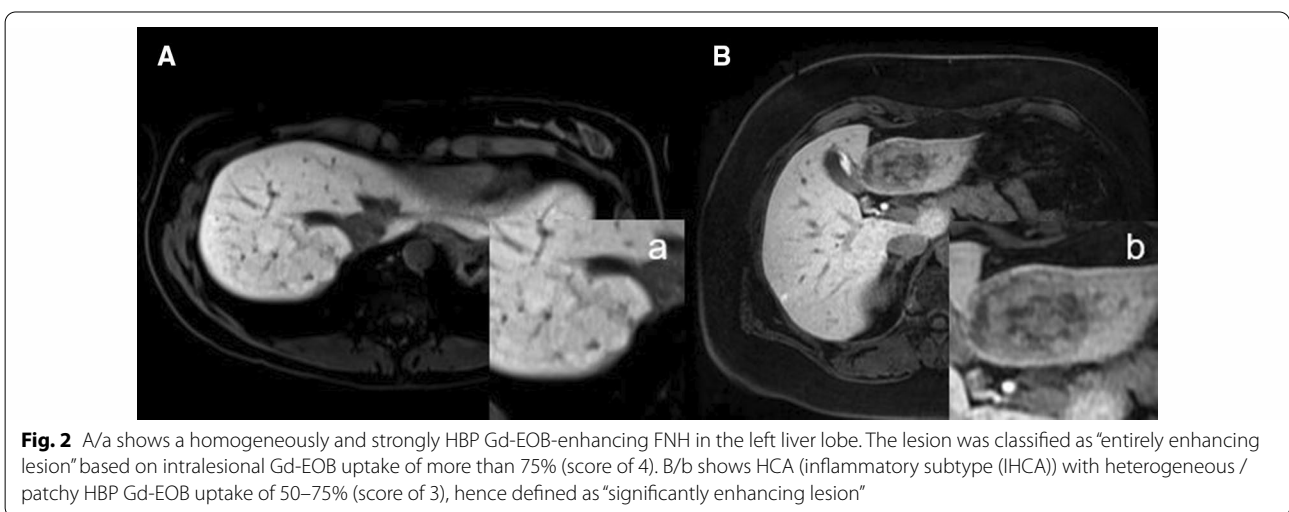 A
B
a
b
Fig. 2 A/a shows a homogeneously and strongly HBP Gd-EOB-enhancing FNH in the left liver lobe. The lesion was classified as “entirely enhancing
lesion” based on intralesional Gd-EOB uptake of more than 75% (score of 4). B/b shows HCA (inflammatory subtype (IHCA)) with heterogeneous /
patchy HBP Gd-EOB uptake of 50–75% (score of 3), hence defined as “significantly enhancing lesion”